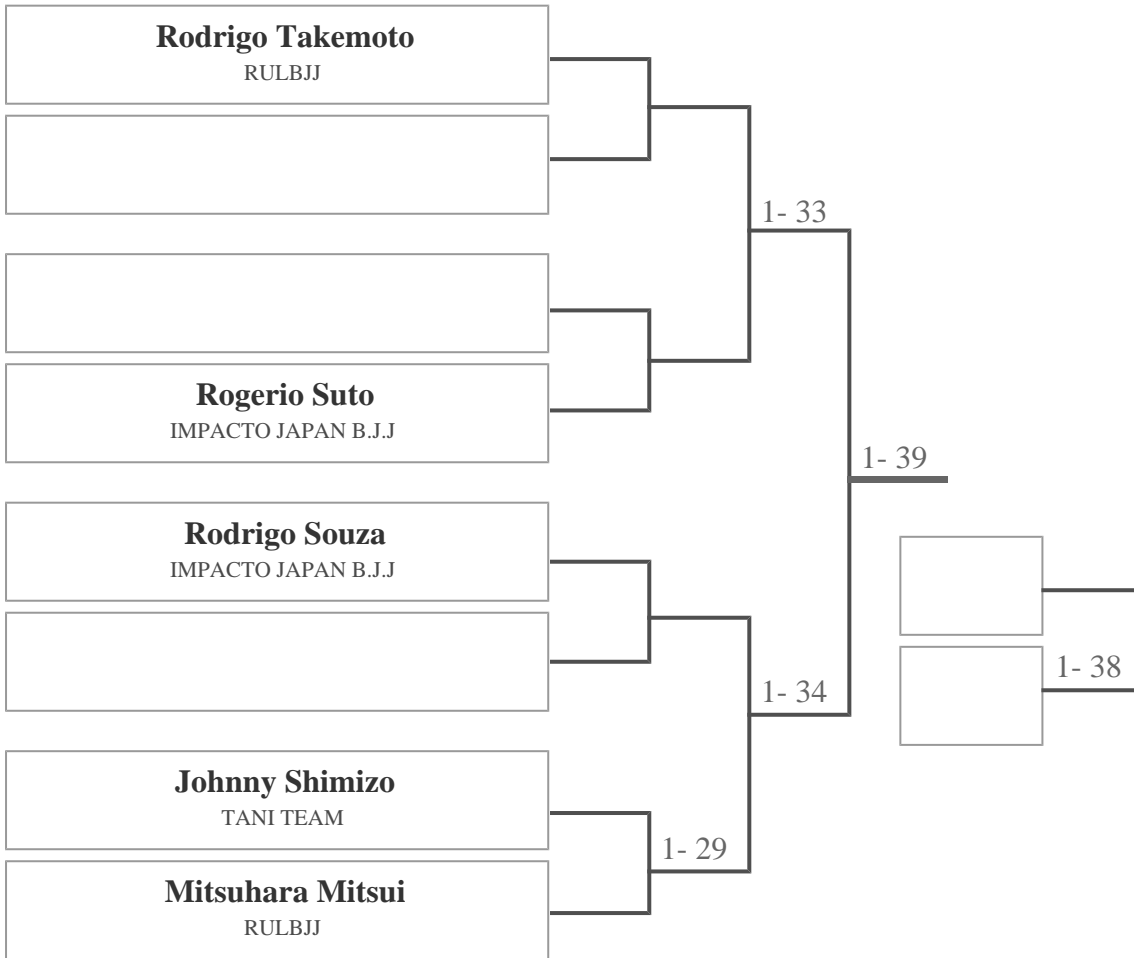 Rodrigo Takemoto
RULBJJ
1- 33
Rogerio Suto
IMPACTO JAPAN B.J.J
1- 39
Rodrigo Souza
IMPACTO JAPAN B.J.J
1- 38
1- 34
Johnny Shimizo
TANI TEAM
1- 29
Mitsuhara Mitsui
RULBJJ